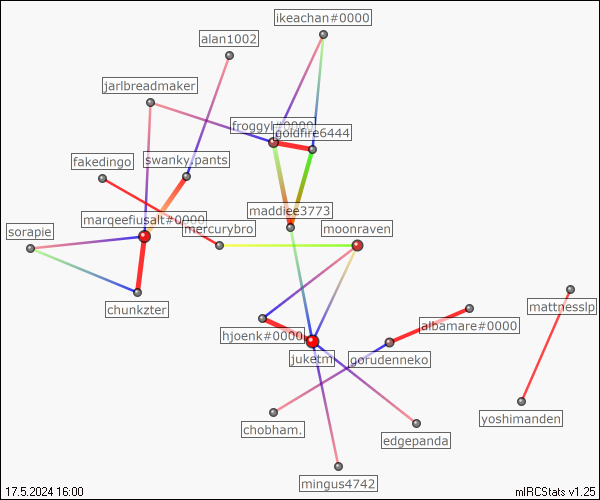 ikeachan#0000
alan1002
jarlbreadmaker
froggyl#0000
goldfire6444
fakedingo
swanky.pants
maddiee3773
marqeefiusalt#0000
mercurybro
moonraven
sorapie
chunkzter
mattnesslp
albamare#0000
hjoenk#0000
juketm
gorudenneko
chobham.
yoshimanden
edgepanda
mingus4742
17.5.2024 16:00
mIRCStats v1.25